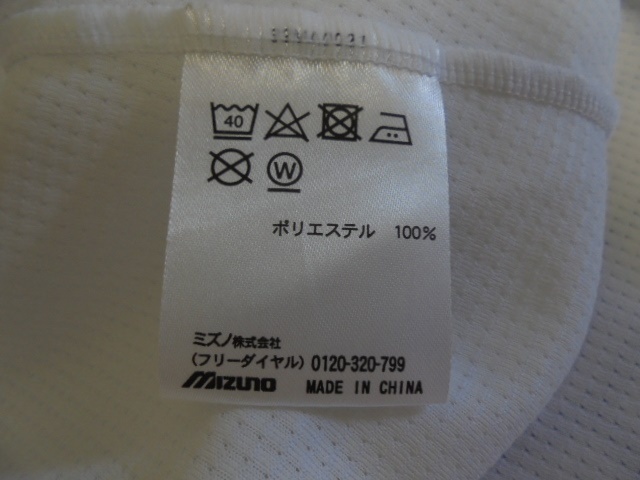 40
W
ポリエステル 100%
ミズノ株式会社
(フリーダイヤル) 0120-320-799
MIZUNO MADE IN CHINA